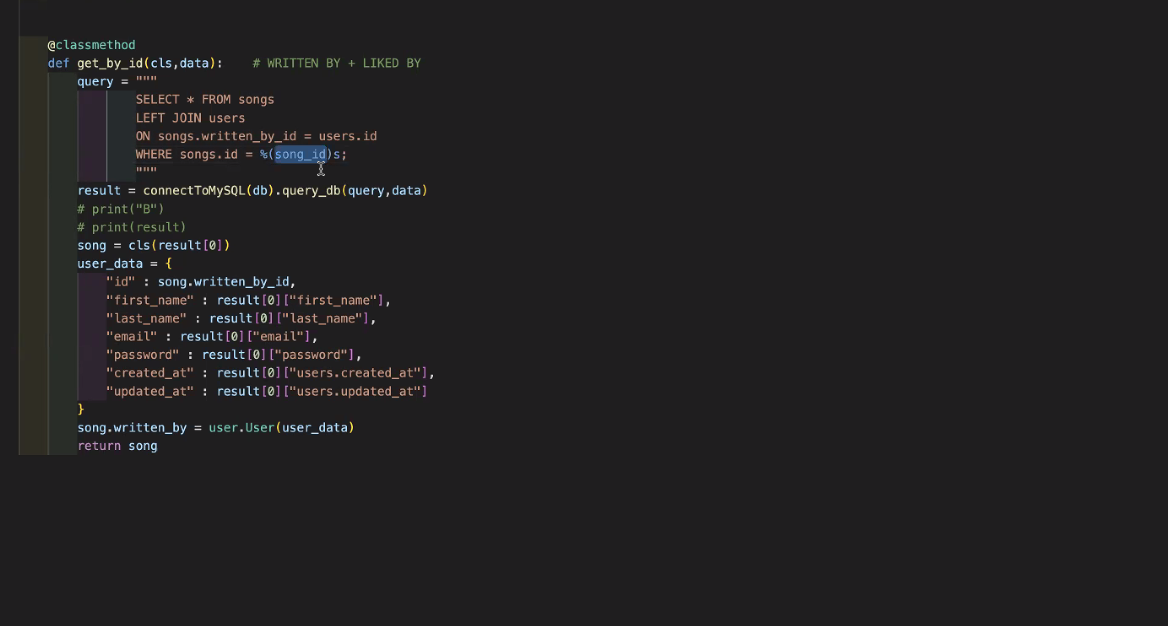 @classmethod
def get_by_id(cls,data):    # WRITTEN BY + LIKED BY
    query = """
            SELECT * FROM songs
            LEFT JOIN users
            ON songs.written_by_id = users.id
            WHERE songs.id = %(song_id)s;
            """
    result = connectToMySQL(db).query_db(query,data)
    # print("B")
    # print(result)
    song = cls(result[0])
    user_data = {
        "id" : song.written_by_id,
        "first_name" : result[0]["first_name"],
        "last_name" : result[0]["last_name"],
        "email" : result[0]["email"],
        "password" : result[0]["password"],
        "created_at" : result[0]["users.created_at"],
        "updated_at" : result[0]["users.updated_at"]
    }
    song.written_by = user.User(user_data)
    return song